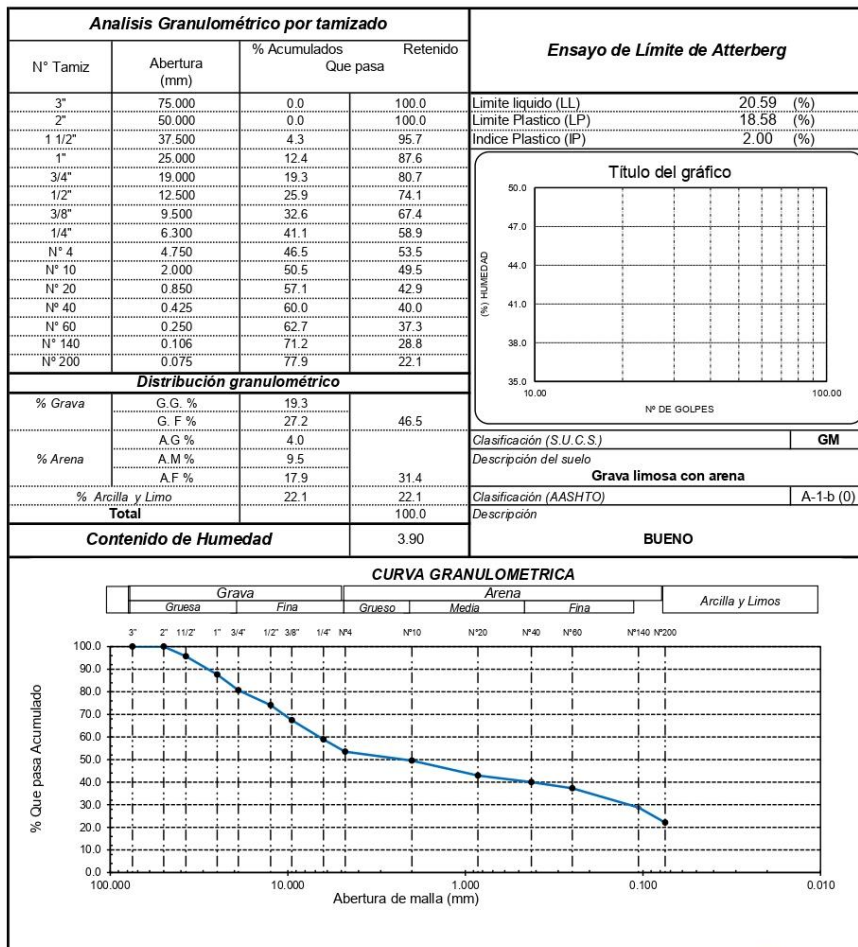 Analisis Granulométrico por tamizado
N° Tamiz Abertura (mm) % Acumulados Retenido Que pasa
3" 75.000 0.0 100.0
2" 50.000 0.0 100.0
1 1/2" 37.500 4.3 95.7
1" 25.000 12.4 87.6
3/4" 19.000 19.3 80.7
1/2" 12.500 25.9 74.1
3/8" 9.500 32.6 67.4
1/4" 6.300 41.1 58.9
N° 4 4.750 46.5 53.5
N° 10 2.000 50.5 49.5
N° 20 0.850 57.1 42.9
Nº 40 0.425 60.0 40.0
N° 60 0.250 62.7 37.3
N° 140 0.106 71.2 28.8
Nº 200 0.075 77.9 22.1
Distribución granulométrico
% Grava G.G. % 19.3
G. F % 27.2 46.5
A.G % 4.0
% Arena A.M % 9.5
A.F % 17.9 31.4
% Arcilla y Limo 22.1 22.1
Total 100.0
Contenido de Humedad 3.90
Ensayo de Límite de Atterberg
Limite liquido (LL) 20.59 (%)
Limite Plastico (LP) 18.58 (%)
Indice Plastico (IP) 2.00 (%)
Título del gráfico
50.0
47.0
44.0
41.0
38.0
35.0
(%) HUMEDAD
10.00 100.00
Nº DE GOLPES
Clasificación (S.U.C.S.) GM
Descripción del suelo
Grava limosa con arena
Clasificación (AASHTO) A-1-b (0)
Descripción
BUENO
CURVA GRANULOMETRICA
Grava Arena Arcilla y Limos
Gruesa Fina Grueso Media Fina
3" 2" 11/2" 1" 3/4" 1/2" 3/8" 1/4" Nº4 N°10 N°20 N°40 N°60 N°140 Nº200
100.0
90.0
80.0
70.0
60.0
50.0
40.0
30.0
20.0
10.0
0.0
% Que pasa Acumulado
100.000 10.000 1.000 0.100 0.010
Abertura de malla (mm)